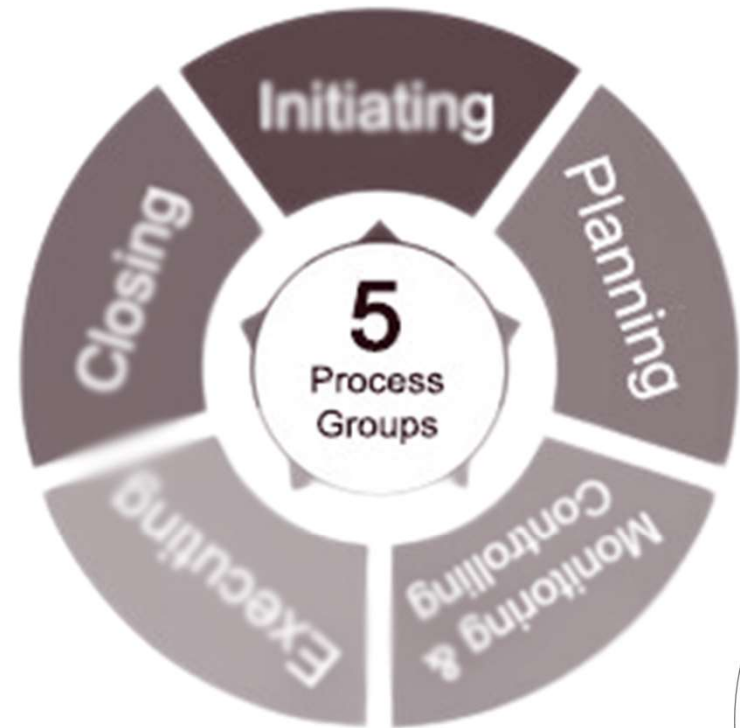 Initiating
Planning
Monitoring &
Controlling
Executing
Closing
5
Process
Groups